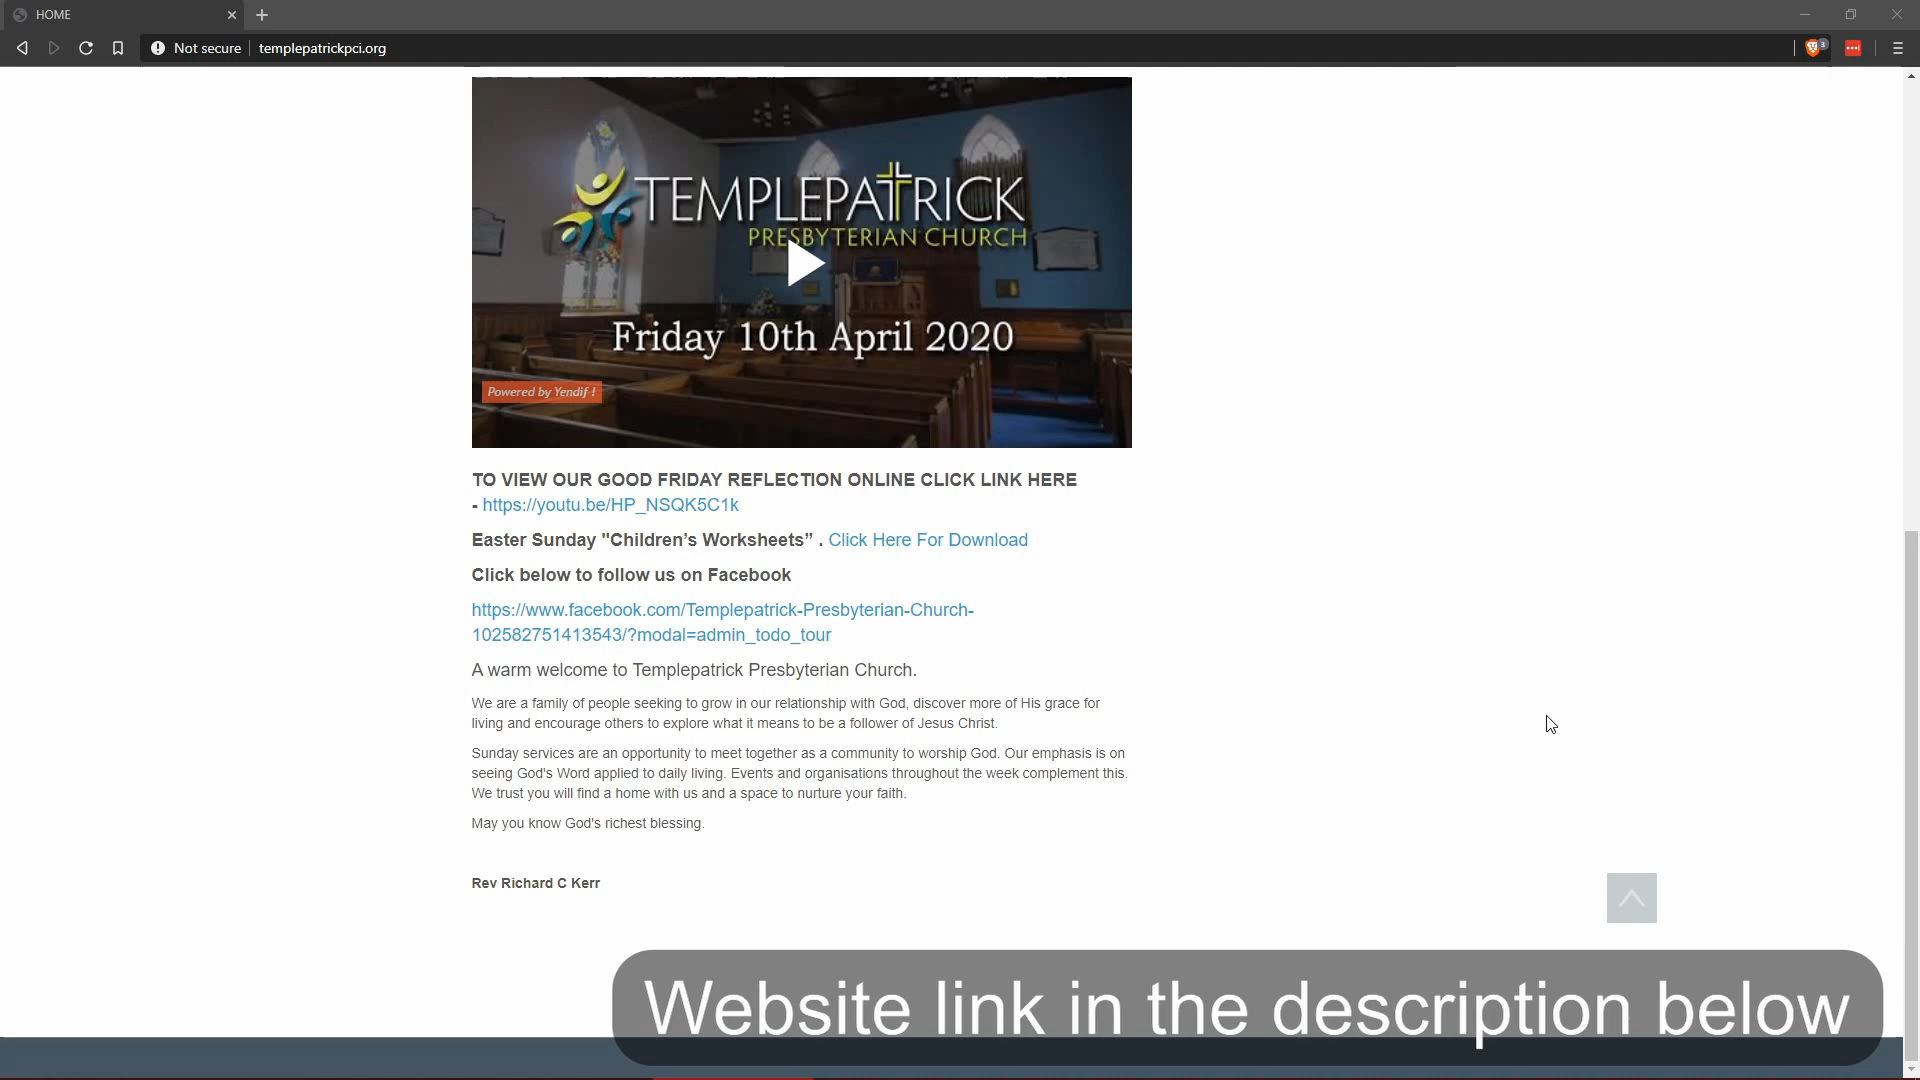 HOME
Not secure
templepatrickpci.org
3
TEMPLEPATRICK
PRESBYTERIAN CHURCH
Friday 10th April 2020
Powered by Yendif !
TO VIEW OUR GOOD FRIDAY REFLECTION ONLINE CLICK LINK HERE
- https://youtu.be/HP_NSQK5C1k
Easter Sunday "Children’s Worksheets” . Click Here For Download
Click below to follow us on Facebook
https://www.facebook.com/Templepatrick-Presbyterian-Church-
102582751413543/?modal=admin_todo_tour
A warm welcome to Templepatrick Presbyterian Church.
We are a family of people seeking to grow in our relationship with God, discover more of His grace for
living and encourage others to explore what it means to be a follower of Jesus Christ.
Sunday services are an opportunity to meet together as a community to worship God. Our emphasis is on
seeing God's Word applied to daily living. Events and organisations throughout the week complement this.
We trust you will find a home with us and a space to nurture your faith.
May you know God's richest blessing.
Rev Richard C Kerr
Website link in the description below